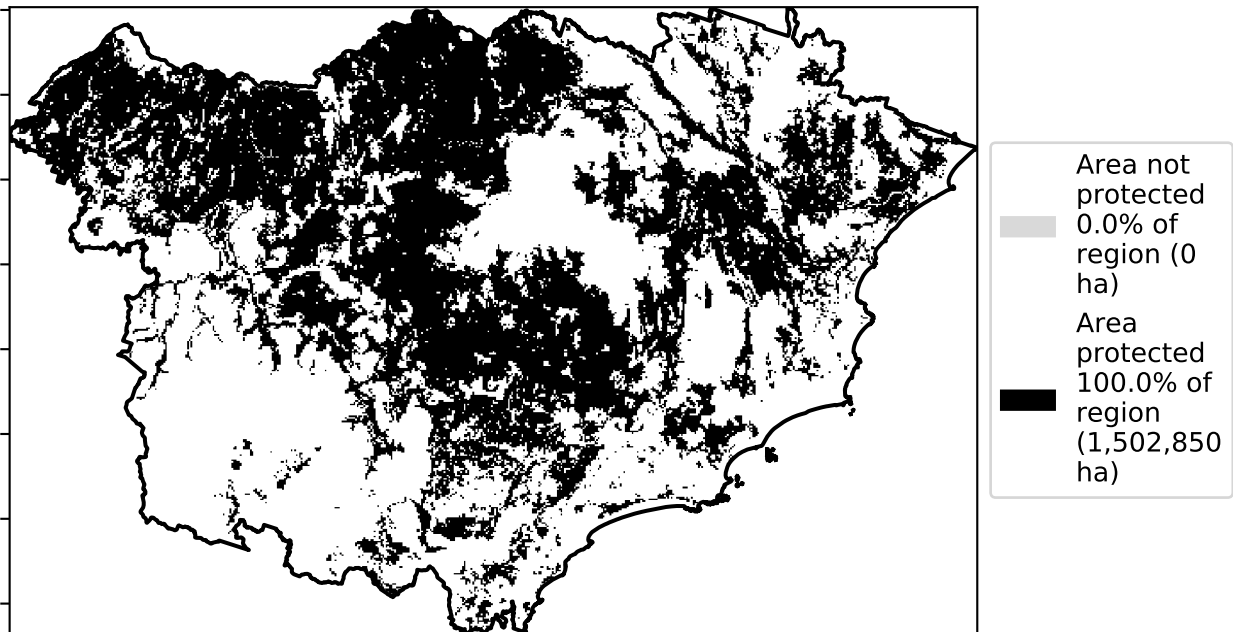 Area not
protected
0.0% of
region (0
ha)
Area
protected
100.0% of
region
(1,502,850
ha)